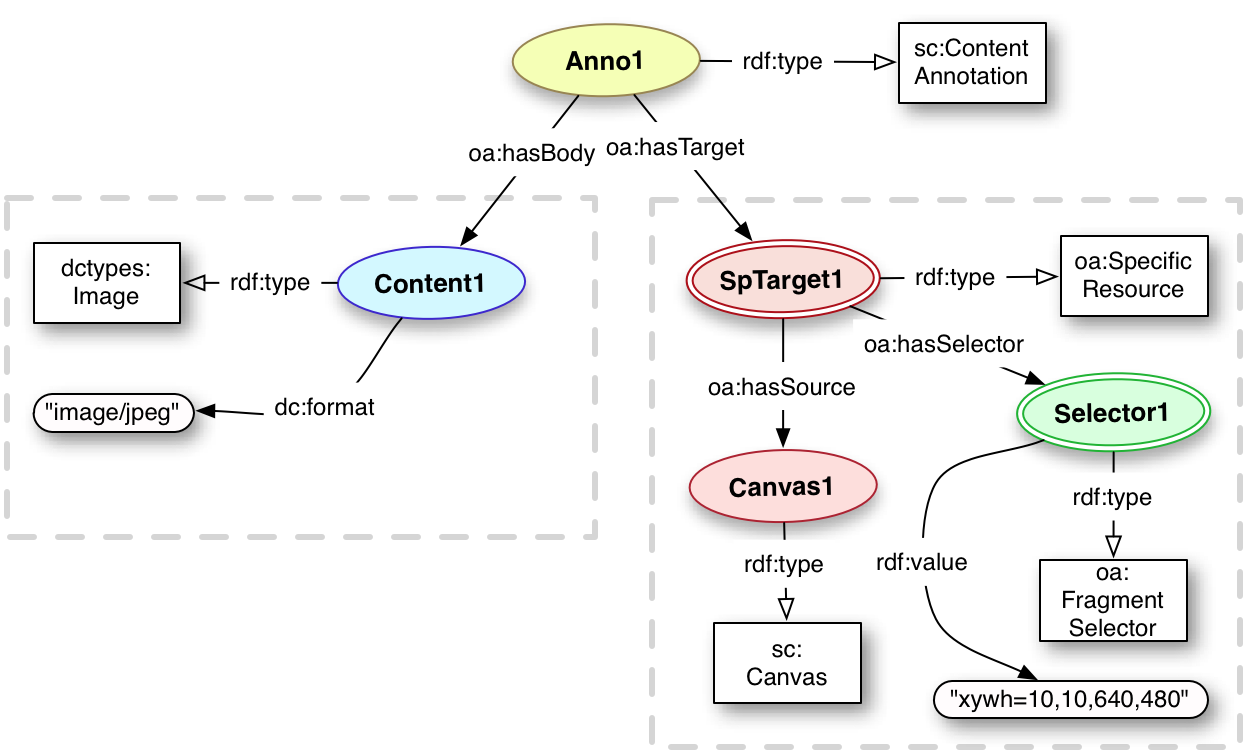 Anno1
rdf:type
sc:Content
Annotation
oa:hasBody
oa:hasTarget
dctypes:
Image
rdf:type
Content1
"image/jpeg"
dc:format
SpTarget1
rdf:type
oa:Specific
Resource
oa:hasSelector
oa:hasSource
Selector1
Canvas1
rdf:type
rdf:type
rdf:value
oa:
Fragment
Selector
sc:
Canvas
"xywh=10,10,640,480"